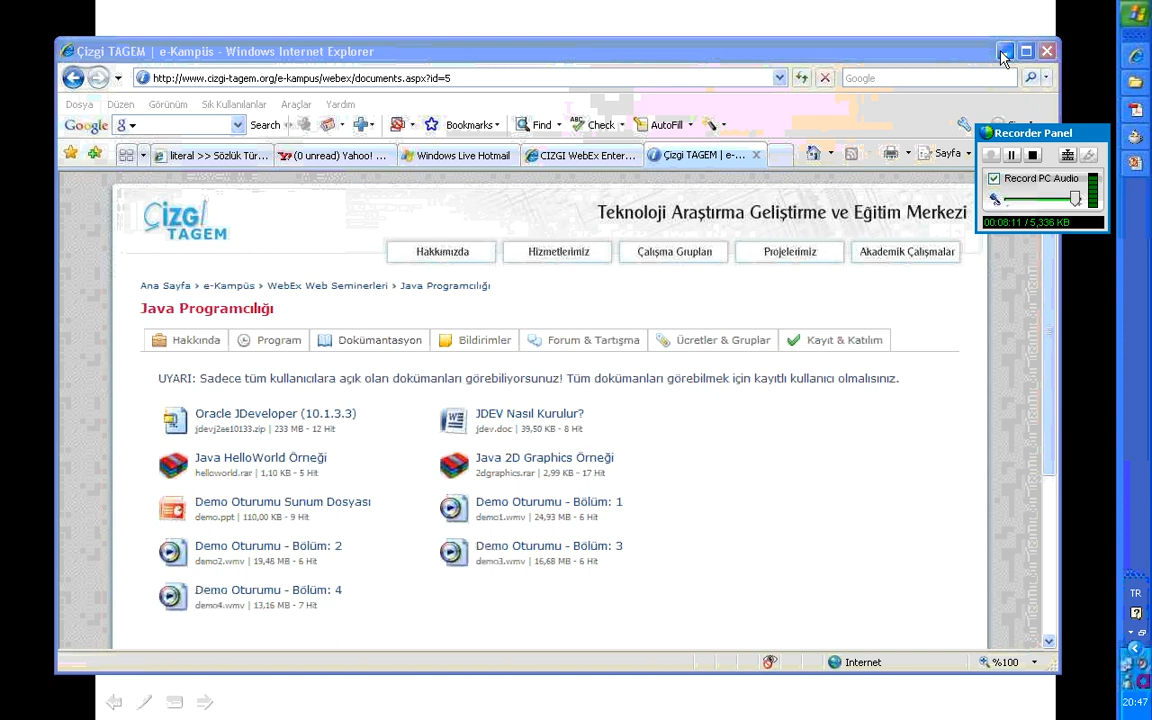 Çizgi TAGEM | e-Kampüs - Windows Internet Explorer
http://www.cizgi-tagem.org/e-kampus/webex/documents.aspx?id=5
Google
Dosya Düzen Görünüm Sık Kullanılanlar Araçlar Yardım
Google Search Bookmarks Find Check AutoFill
Recorder Panel
literal >> Sözlük Tür... (0 unread) Yahoo! ... Windows Live Hotmail CIZGI WebEx Enter... Çizgi TAGEM | e-... Sayfa
Record PC Audio
00:08:11 / 5,336 KB
ÇİZGİ TAGEM
Teknoloji Araştırma Geliştirme ve Eğitim Merkezi
Hakkımızda Hizmetlerimiz Çalışma Grupları Projelerimiz Akademik Çalışmalar
Ana Sayfa > e-Kampüs > WebEx Web Seminerleri > Java Programcılığı
Java Programcılığı
Hakkında Program Dokümantasyon Bildirimler Forum & Tartışma Ücretler & Gruplar Kayıt & Katılım
UYARI: Sadece tüm kullanıcılara açık olan dokümanları görebiliyorsunuz! Tüm dokümanları görebilmek için kayıtlı kullanıcı olmalısınız.
Oracle JDeveloper (10.1.3.3)
jdevj2ee10133.zip | 233 MB - 12 Hit
JDEV Nasıl Kurulur?
jdev.doc | 39,50 KB - 8 Hit
Java HelloWorld Örneği
helloworld.rar | 1,10 KB - 5 Hit
Java 2D Graphics Örneği
2dgraphics.rar | 2,99 KB - 17 Hit
Demo Oturumu Sunum Dosyası
demo.ppt | 110,00 KB - 9 Hit
Demo Oturumu - Bölüm: 1
demo1.wmv | 24,93 MB - 6 Hit
Demo Oturumu - Bölüm: 2
demo2.wmv | 19,48 MB - 6 Hit
Demo Oturumu - Bölüm: 3
demo3.wmv | 16,68 MB - 6 Hit
Demo Oturumu - Bölüm: 4
demo4.wmv | 13,16 MB - 7 Hit
Internet
%100
TR
20:47